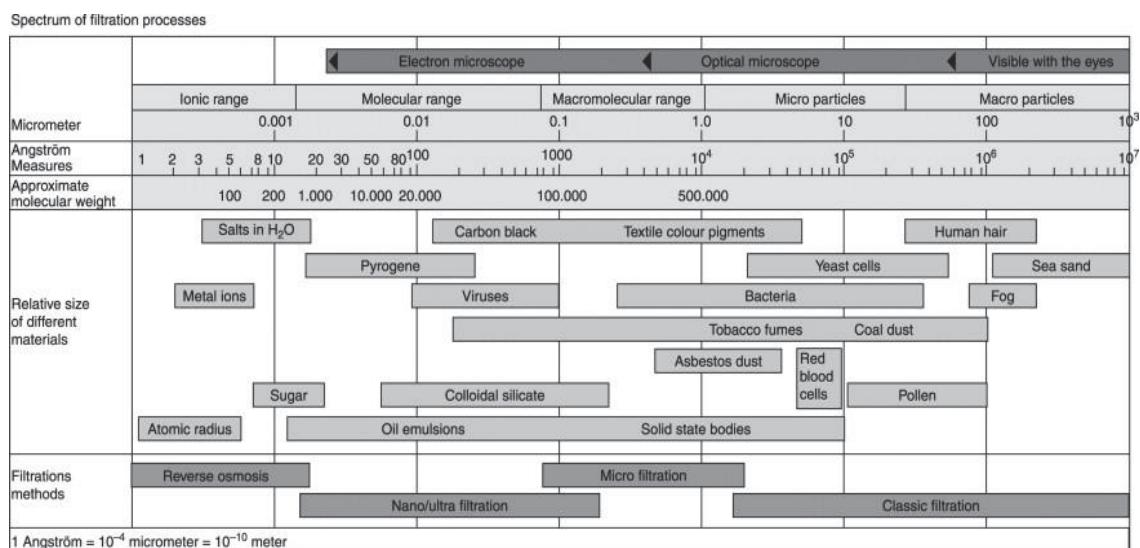 Spectrum of filtration processes
Electron microscope Optical microscope Visible with the eyes
Ionic range Molecular range Macromolecular range Micro particles Macro particles
Micrometer 0.001 0.01 0.1 1.0 10 100 10³
Angström
Measures
1 2 3 5 8 10 20 30 50 80 100 1000 10⁴ 10⁵ 10⁶ 10⁷
Approximate
molecular weight
100 200 1.000 10.000 20.000 100.000 500.000
Relative size
of different
materials
Salts in H₂O Carbon black Textile colour pigments Human hair
Pyrogene Yeast cells Sea sand
Metal ions Viruses Bacteria Fog
Tobacco fumes Coal dust
Asbestos dust
Red
blood
cells
Sugar Colloidal silicate Pollen
Atomic radius Oil emulsions Solid state bodies
Filtrations
methods
Reverse osmosis Micro filtration
Nano/ultra filtration Classic filtration
1 Angström = 10⁻⁴ micrometer = 10⁻¹⁰ meter